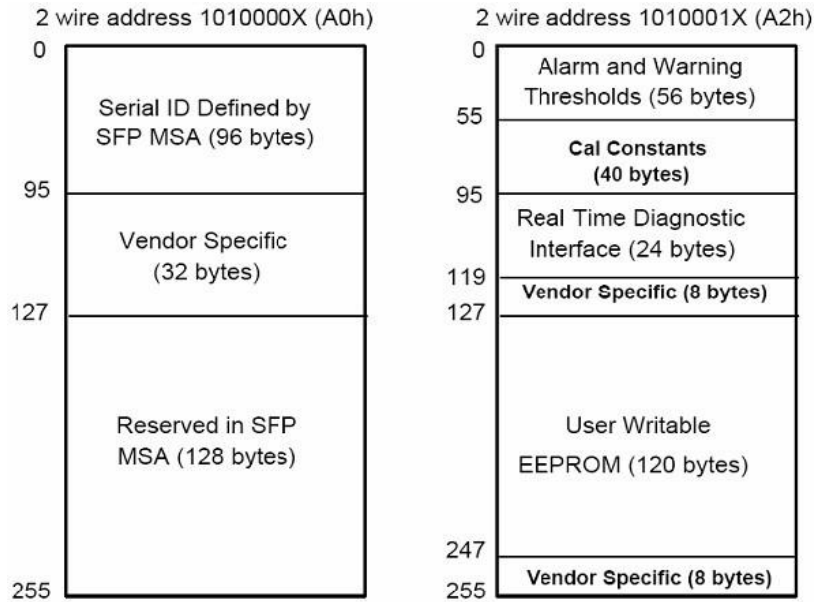 2 wire address 1010000X (A0h)
0
Serial ID Defined by
SFP MSA (96 bytes)
95
Vendor Specific
(32 bytes)
127
Reserved in SFP
MSA (128 bytes)
255
2 wire address 1010001X (A2h)
0
Alarm and Warning
Thresholds (56 bytes)
55
Cal Constants
(40 bytes)
95
Real Time Diagnostic
Interface (24 bytes)
119
Vendor Specific (8 bytes)
127
User Writable
EEPROM (120 bytes)
247
Vendor Specific (8 bytes)
255